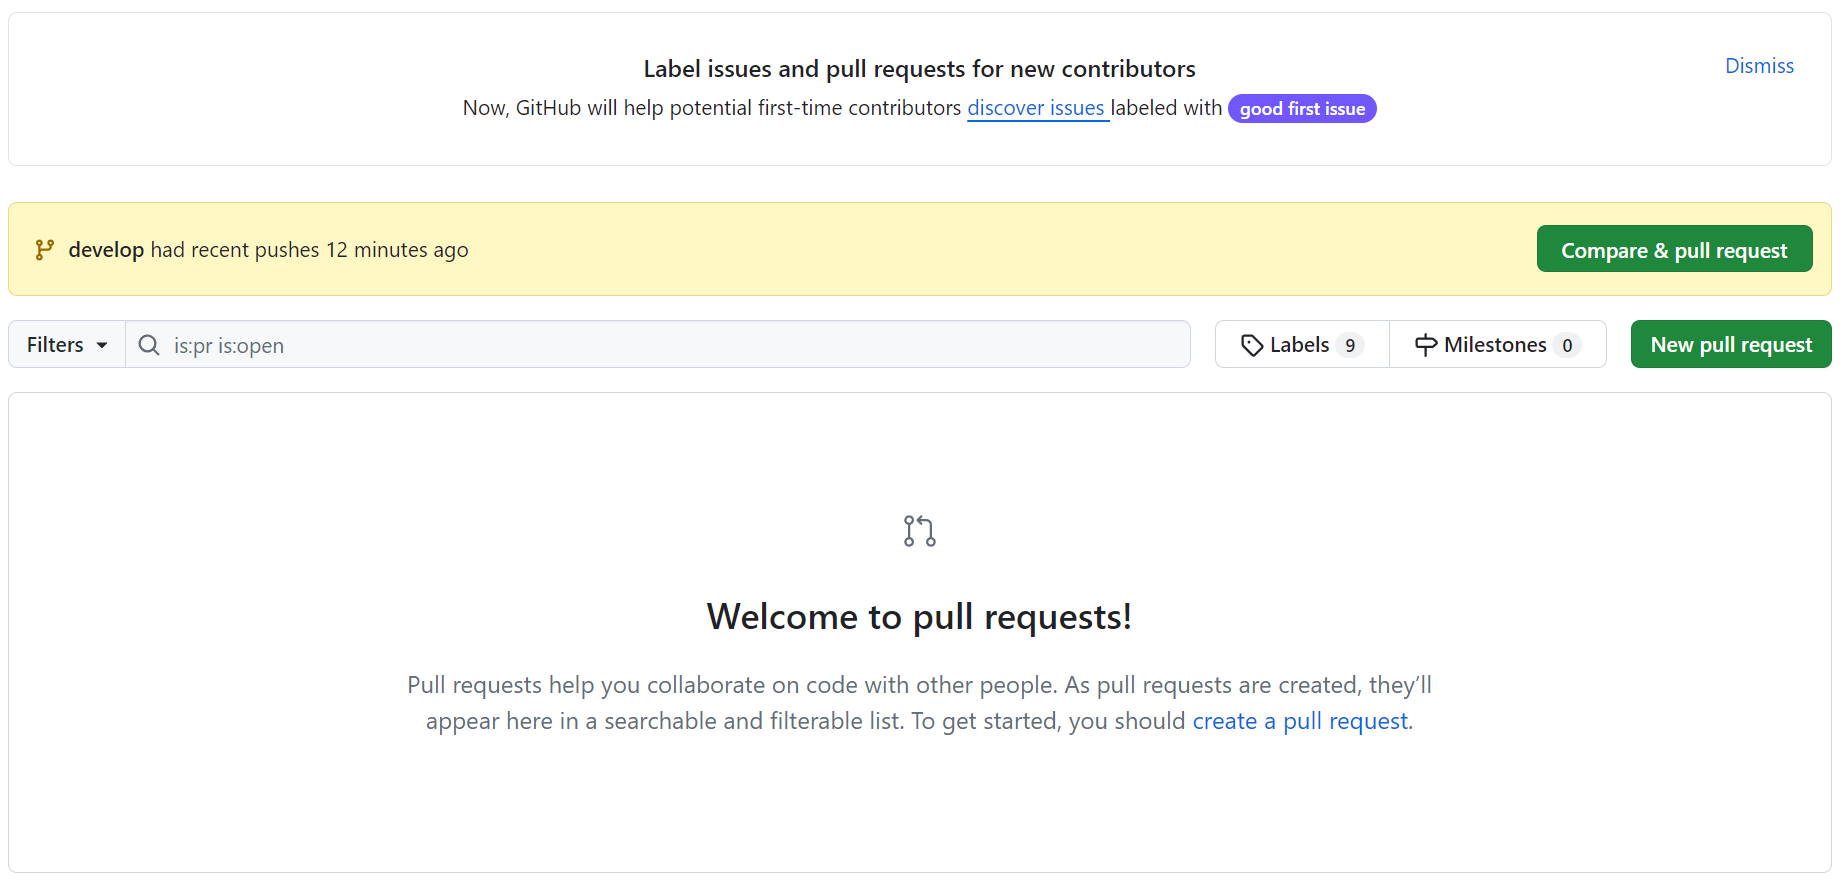 Label issues and pull requests for new contributors
Dismiss
Now, GitHub will help potential first-time contributors discover issues labeled with good first issue
develop had recent pushes 12 minutes ago
Compare & pull request
Filters
is:pr is:open
Labels 9
Milestones 0
New pull request
Welcome to pull requests!
Pull requests help you collaborate on code with other people. As pull requests are created, they’ll
appear here in a searchable and filterable list. To get started, you should create a pull request.